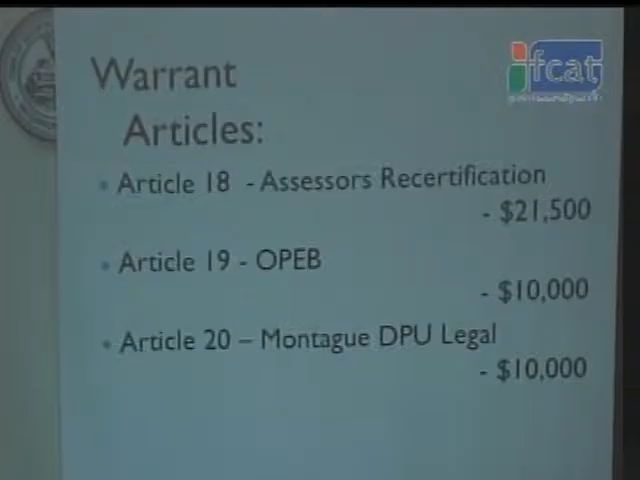 Warrant
Articles:
• Article 18 - Assessors Recertification
- $21,500
• Article 19 - OPEB
- $10,000
• Article 20 – Montague DPU Legal
- $10,000
fcat